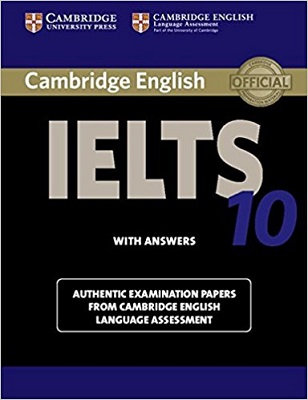 CAMBRIDGE
UNIVERSITY PRESS
CAMBRIDGE ENGLISH
Language Assessment
Part of the University of Cambridge
Cambridge English
OFFICIAL
IELTS
10
WITH ANSWERS
AUTHENTIC EXAMINATION PAPERS
FROM CAMBRIDGE ENGLISH
LANGUAGE ASSESSMENT